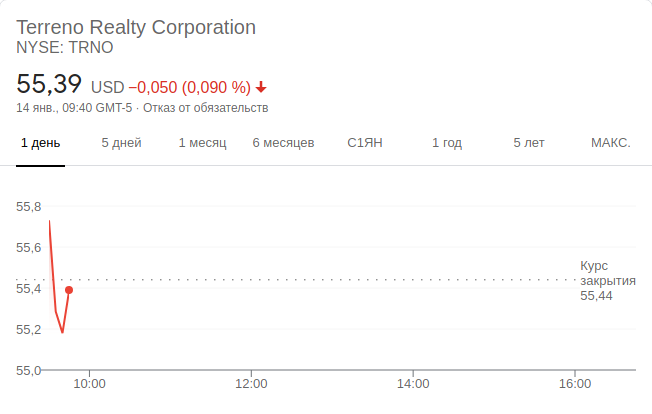 Terreno Realty Corporation
NYSE: TRNO
55,39 USD −0,050 (0,090 %)
14 янв., 09:40 GMT-5 · Отказ от обязательств
1 день 5 дней 1 месяц 6 месяцев С1ЯН 1 год 5 лет МАКС.
55,8
55,6
Курс
закрытия
55,44
55,4
55,2
55,0
10:00 12:00 14:00 16:00